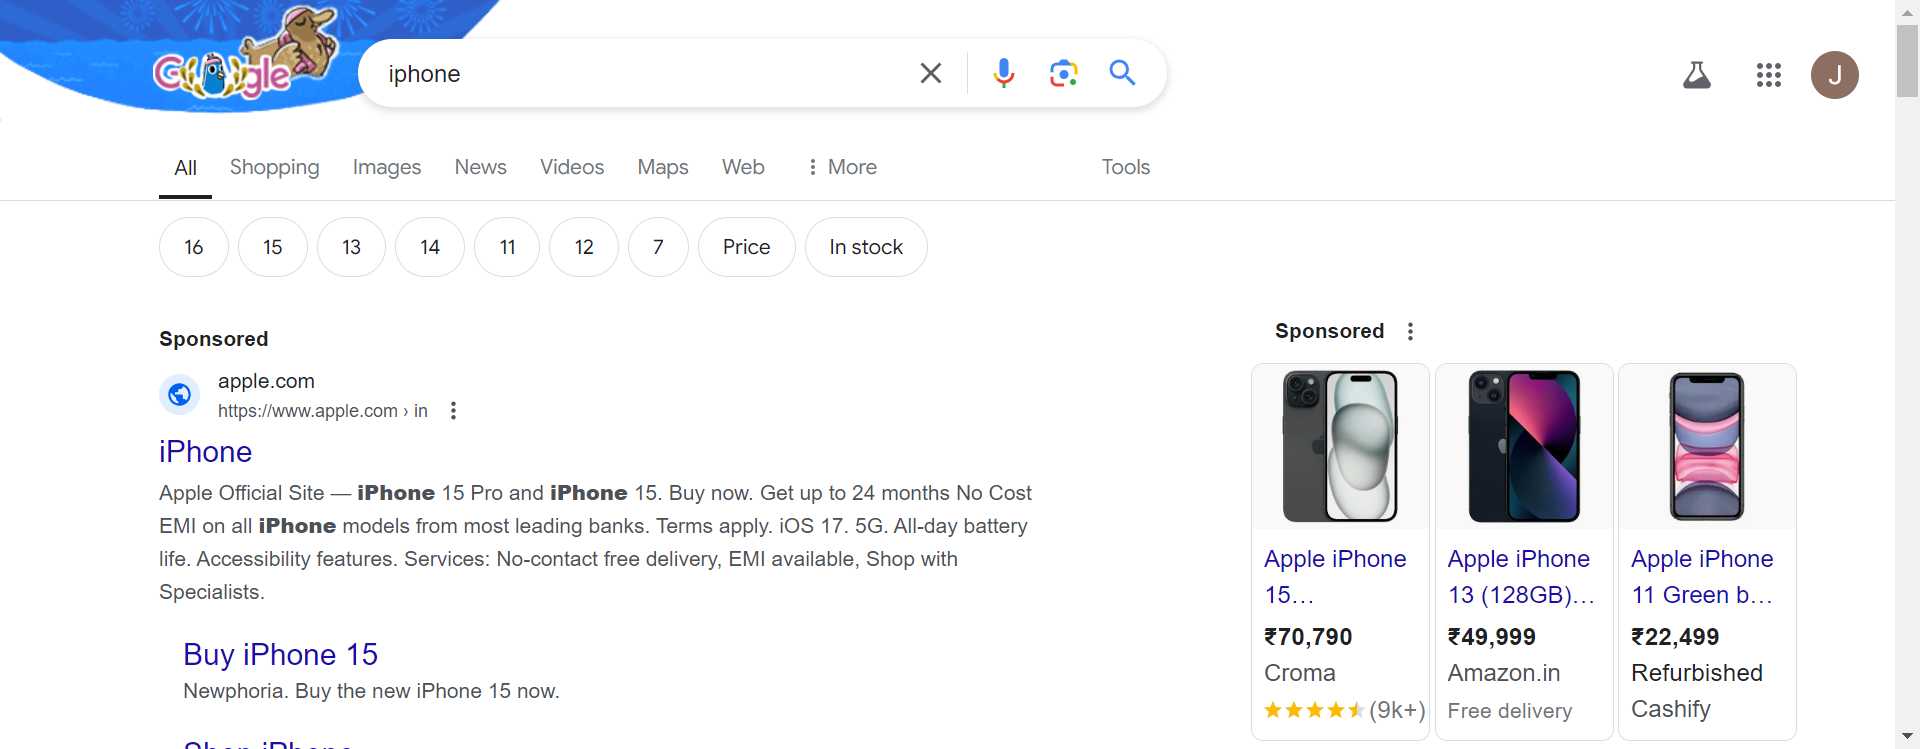 Google
iphone
J
All
Shopping
Images
News
Videos
Maps
Web
More
Tools
16
15
13
14
11
12
7
Price
In stock
Sponsored
apple.com
https://www.apple.com › in
iPhone
Apple Official Site — iPhone 15 Pro and iPhone 15. Buy now. Get up to 24 months No Cost
EMI on all iPhone models from most leading banks. Terms apply. iOS 17. 5G. All-day battery
life. Accessibility features. Services: No-contact free delivery, EMI available, Shop with
Specialists.
Buy iPhone 15
Newphoria. Buy the new iPhone 15 now.
Shop iPhone
Sponsored
Apple iPhone
15…
₹70,790
Croma
(9k+)
Apple iPhone
13 (128GB)…
₹49,999
Amazon.in
Free delivery
Apple iPhone
11 Green b…
₹22,499
Refurbished
Cashify